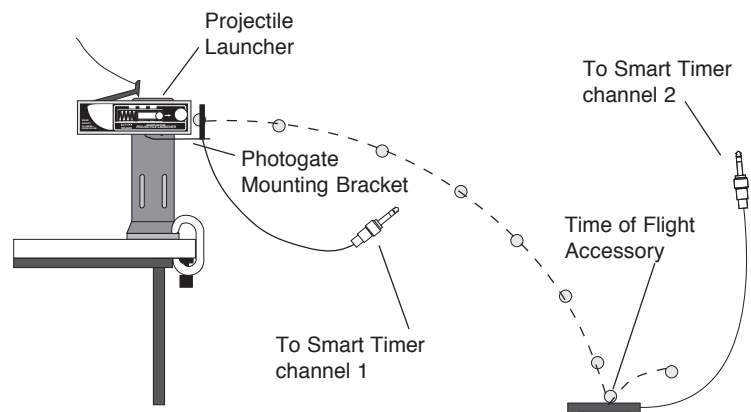 Projectile
Launcher
To Smart Timer
channel 2
Photogate
Mounting Bracket
Time of Flight
Accessory
To Smart Timer
channel 1